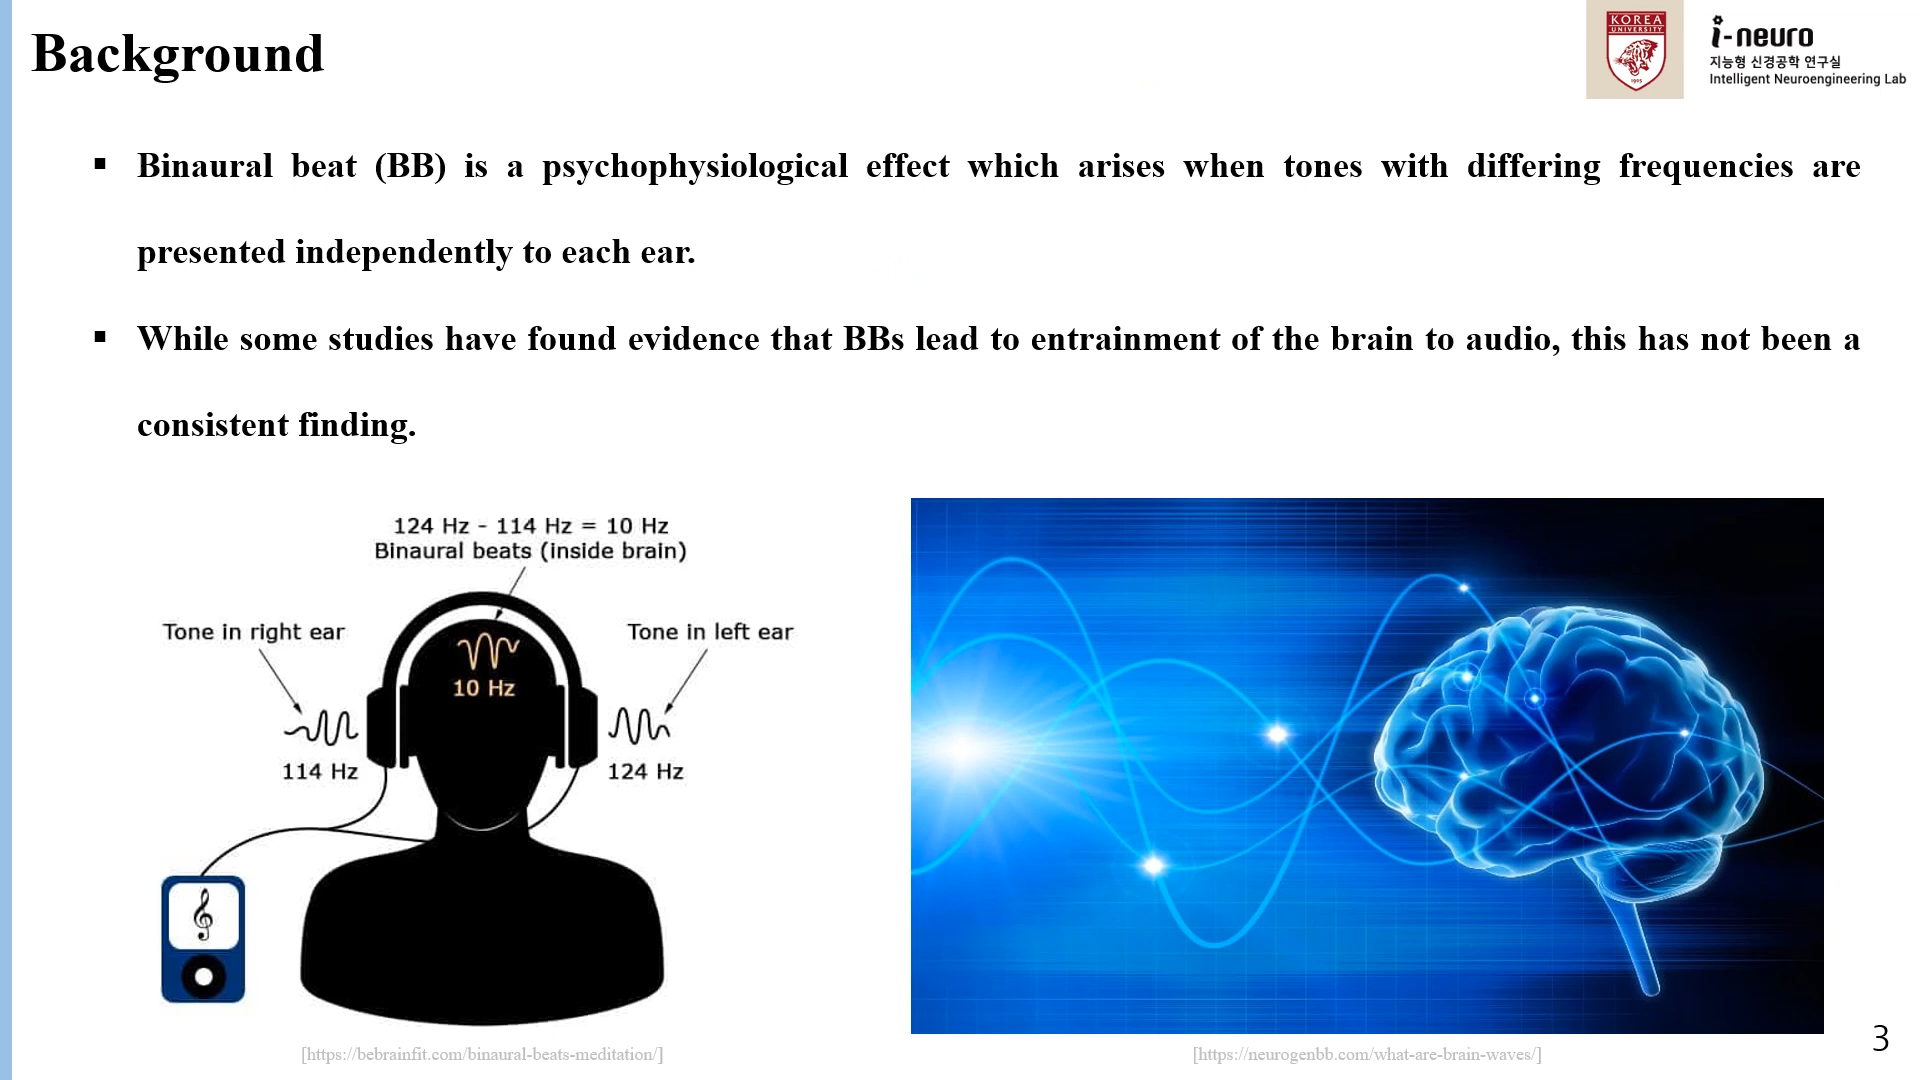 Background
KOREA
UNIVERSITY
1905
i-neuro
지능형 신경공학 연구실
Intelligent Neuroengineering Lab
▪ Binaural beat (BB) is a psychophysiological effect which arises when tones with differing frequencies are
presented independently to each ear.
▪ While some studies have found evidence that BBs lead to entrainment of the brain to audio, this has not been a
consistent finding.
124 Hz - 114 Hz = 10 Hz
Binaural beats (inside brain)
Tone in right ear
Tone in left ear
10 Hz
114 Hz
124 Hz
[https://bebrainfit.com/binaural-beats-meditation/]
[https://neurogenbb.com/what-are-brain-waves/]
3